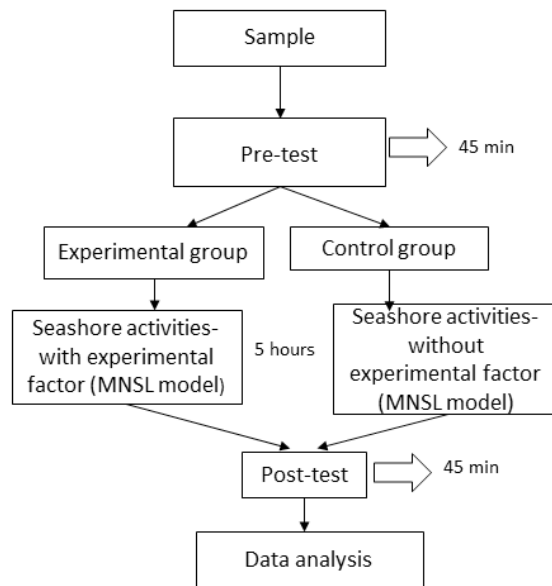 Sample
Pre-test
45 min
Experimental group
Control group
Seashore activities-
with experimental
factor (MNSL model)
5 hours
Seashore activities-
without
experimental factor
(MNSL model)
Post-test
45 min
Data analysis